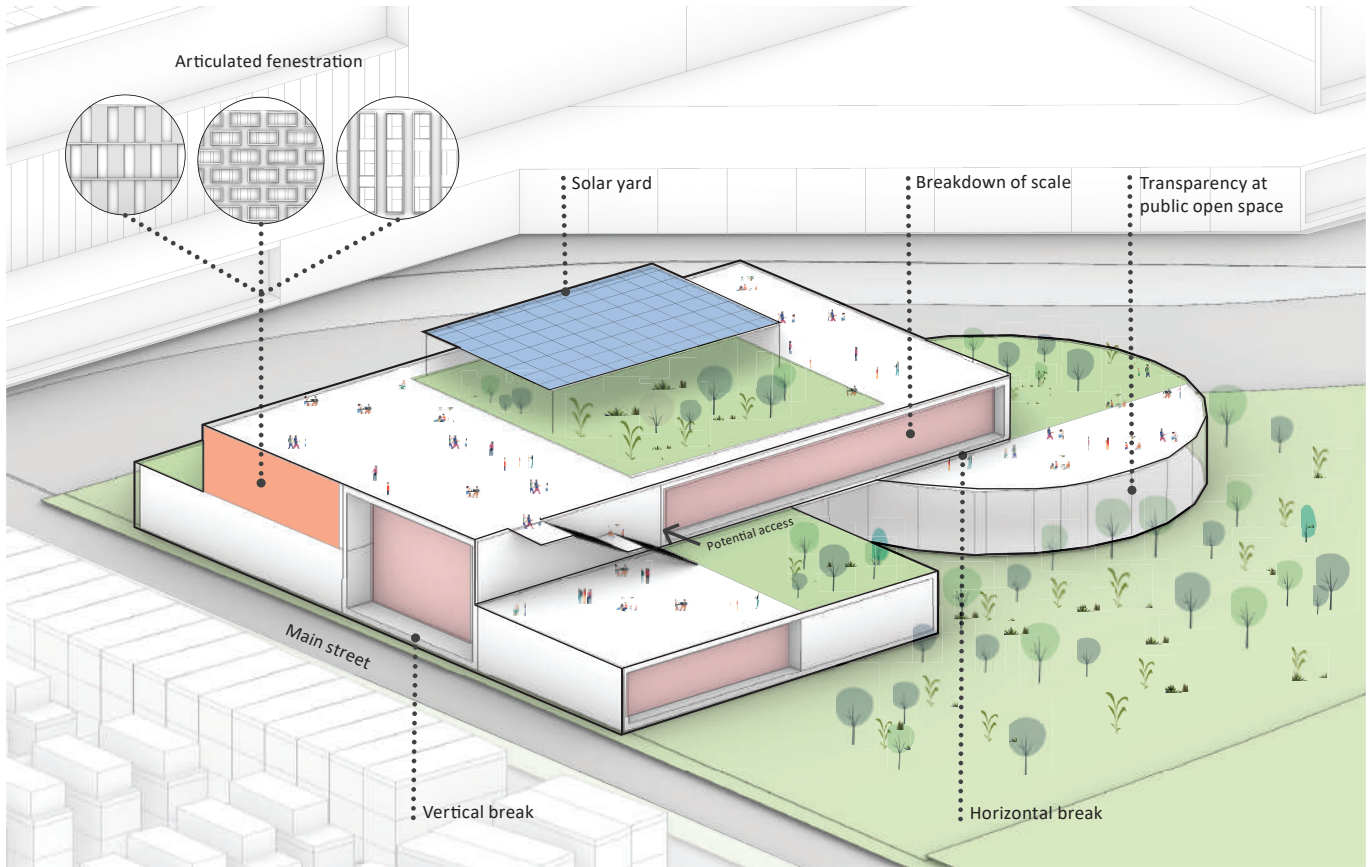 Articulated fenestration
Solar yard
Breakdown of scale
Transparency at
public open space
Potential access
Main street
Vertical break
Horizontal break